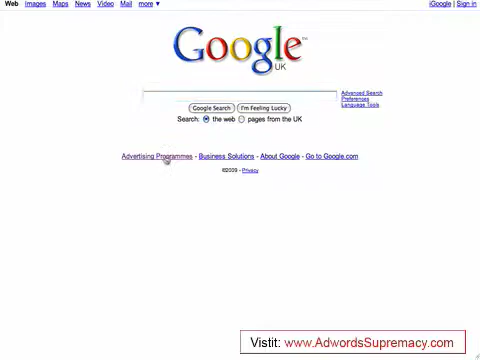 Web Images Maps News Video Mail more ▼ iGoogle | Sign in
Google™
UK
Advanced Search
Preferences
Language Tools
Google Search I'm Feeling Lucky
Search: the web pages from the UK
Advertising Programmes - Business Solutions - About Google - Go to Google.com
©2009 - Privacy
Vistit: www.AdwordsSupremacy.com